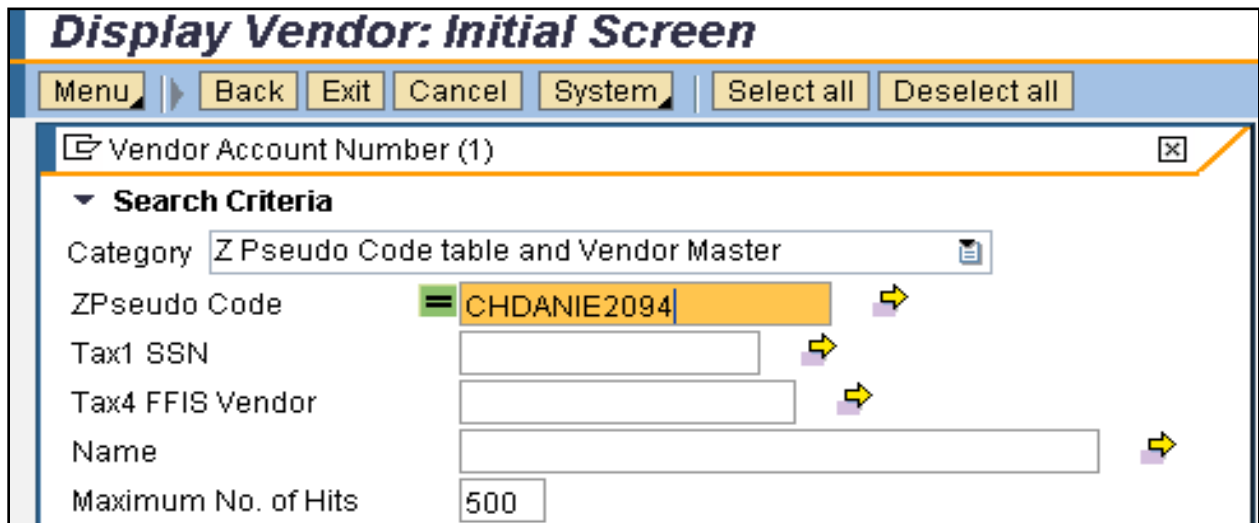 Display Vendor: Initial Screen
Menu Back Exit Cancel System Select all Deselect all
Vendor Account Number (1)
Search Criteria
Category Z Pseudo Code table and Vendor Master
ZPseudo Code = CHDANIE2094
Tax1 SSN
Tax4 FFIS Vendor
Name
Maximum No. of Hits 500